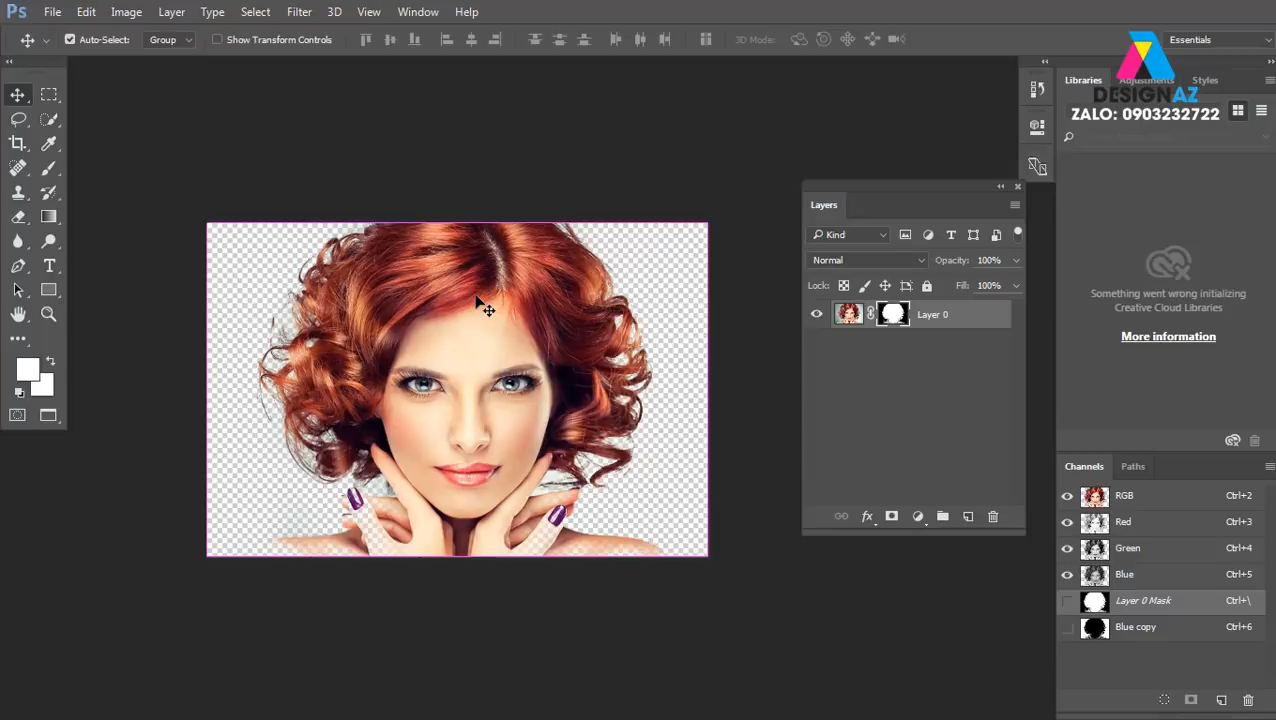 Ps File Edit Image Layer Type Select Filter 3D View Window Help
Auto-Select: Group Show Transform Controls 3D Mode: Essentials
Libraries Adjustments Styles
DESIGNAZ
ZALO: 0903232722
Layers
Kind
Normal Opacity: 100%
Lock: Fill: 100%
Layer 0
Something went wrong initializing
Creative Cloud Libraries
More information
Channels Paths
RGB Ctrl+2
Red Ctrl+3
Green Ctrl+4
Blue Ctrl+5
Layer 0 Mask Ctrl+\
Blue copy Ctrl+6